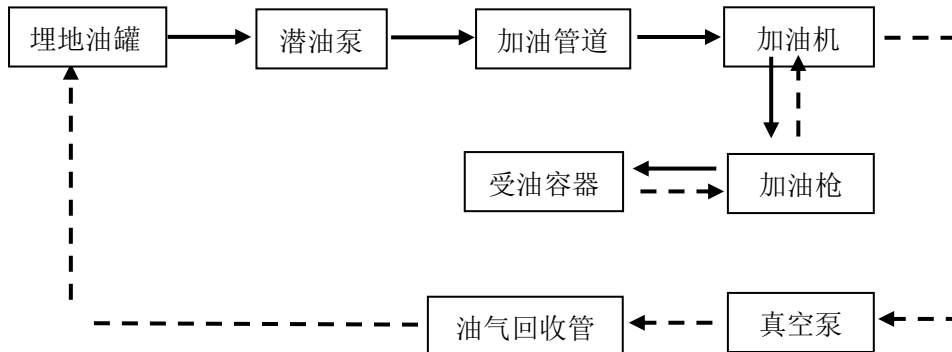 埋地油罐
潜油泵
加油管道
加油机
受油容器
加油枪
油气回收管
真空泵